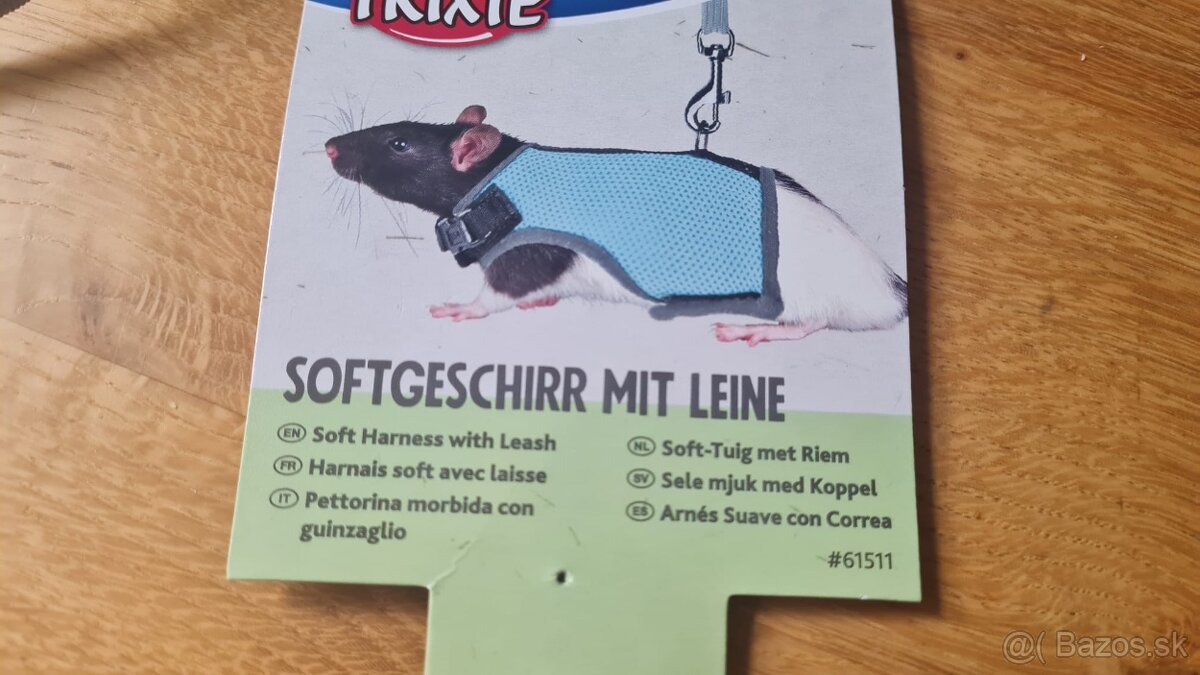 TRIXIE
SOFTGESCHIRR MIT LEINE
EN Soft Harness with Leash
FR Harnais soft avec laisse
IT Pettorina morbida con
guinzaglio
NL Soft-Tuig met Riem
SV Sele mjuk med Koppel
ES Arnés Suave con Correa
#61511
@( Bazos.sk